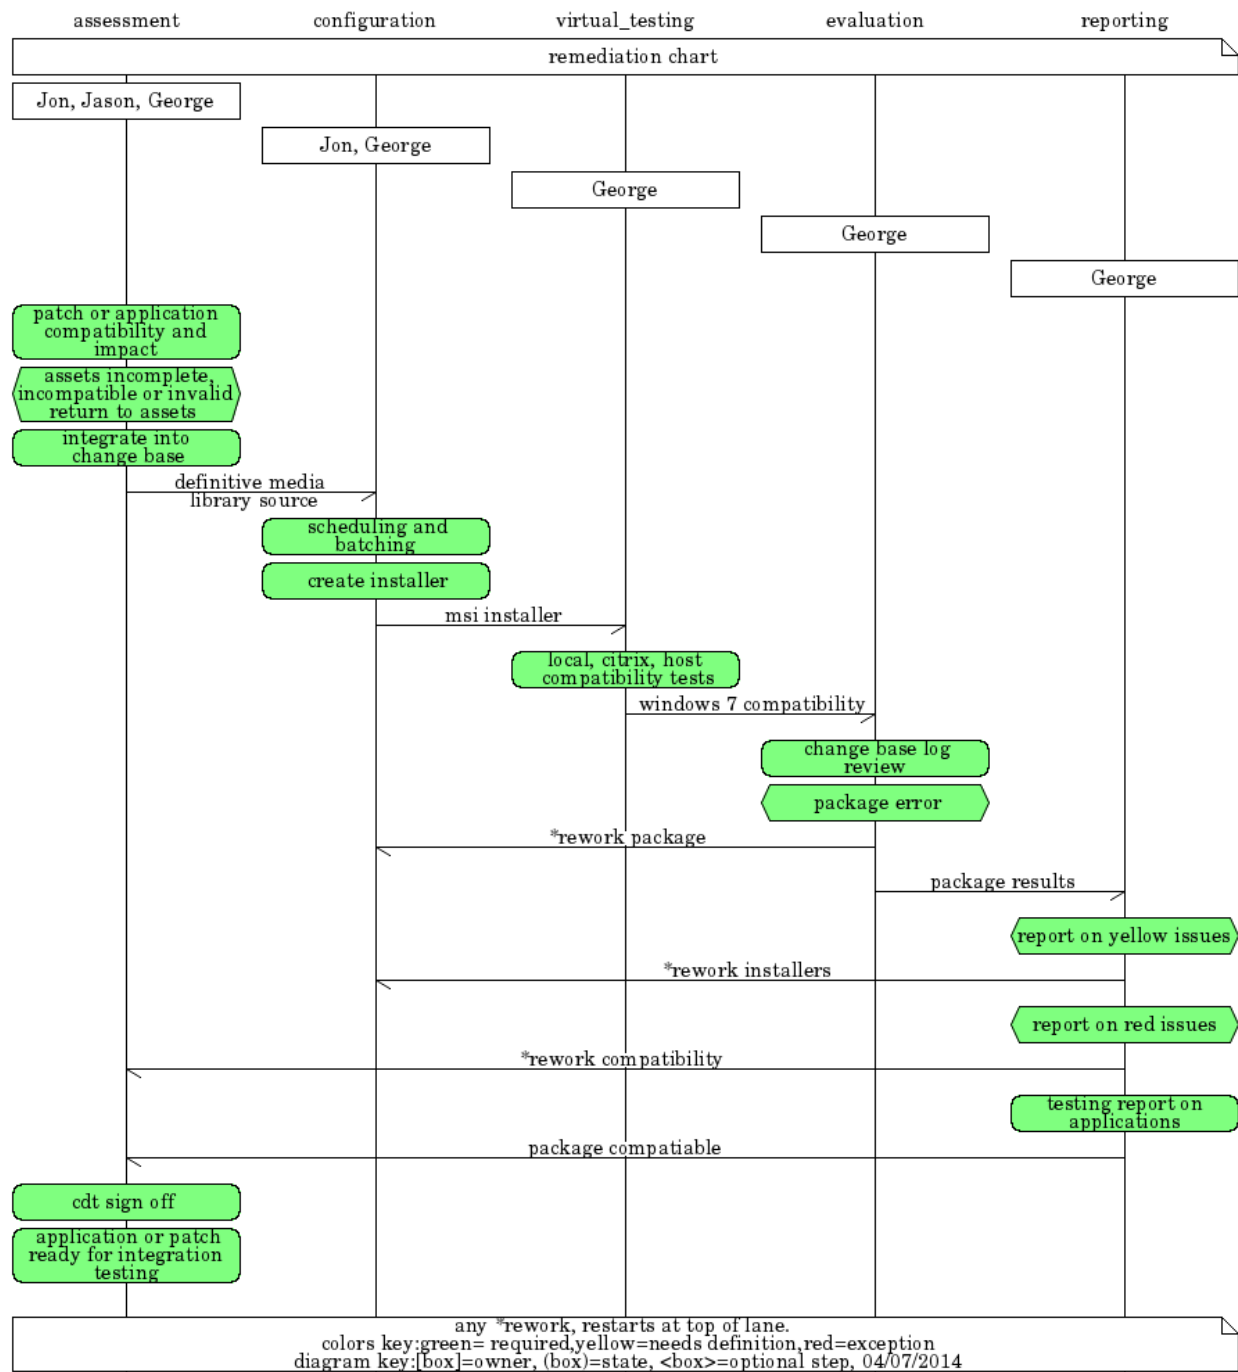 assessment configuration virtual_testing evaluation reporting
remediation chart
Jon, Jason, George
Jon, George
George
George
George
patch or application
compatibility and
impact
assets incomplete,
incompatible or invalid
return to assets
integrate into
change base
definitive media
library source
scheduling and
batching
create installer
msi installer
local, citrix, host
compatibility tests
windows 7 compatibility
change base log
review
package error
*rework package
package results
report on yellow issues
*rework installers
report on red issues
*rework compatibility
testing report on
applications
package compatiable
cdt sign off
application or patch
ready for integration
testing
any *rework, restarts at top of lane.
colors key:green= required,yellow=needs definition,red=exception
diagram key:[box]=owner, (box)=state, <box>=optional step, 04/07/2014